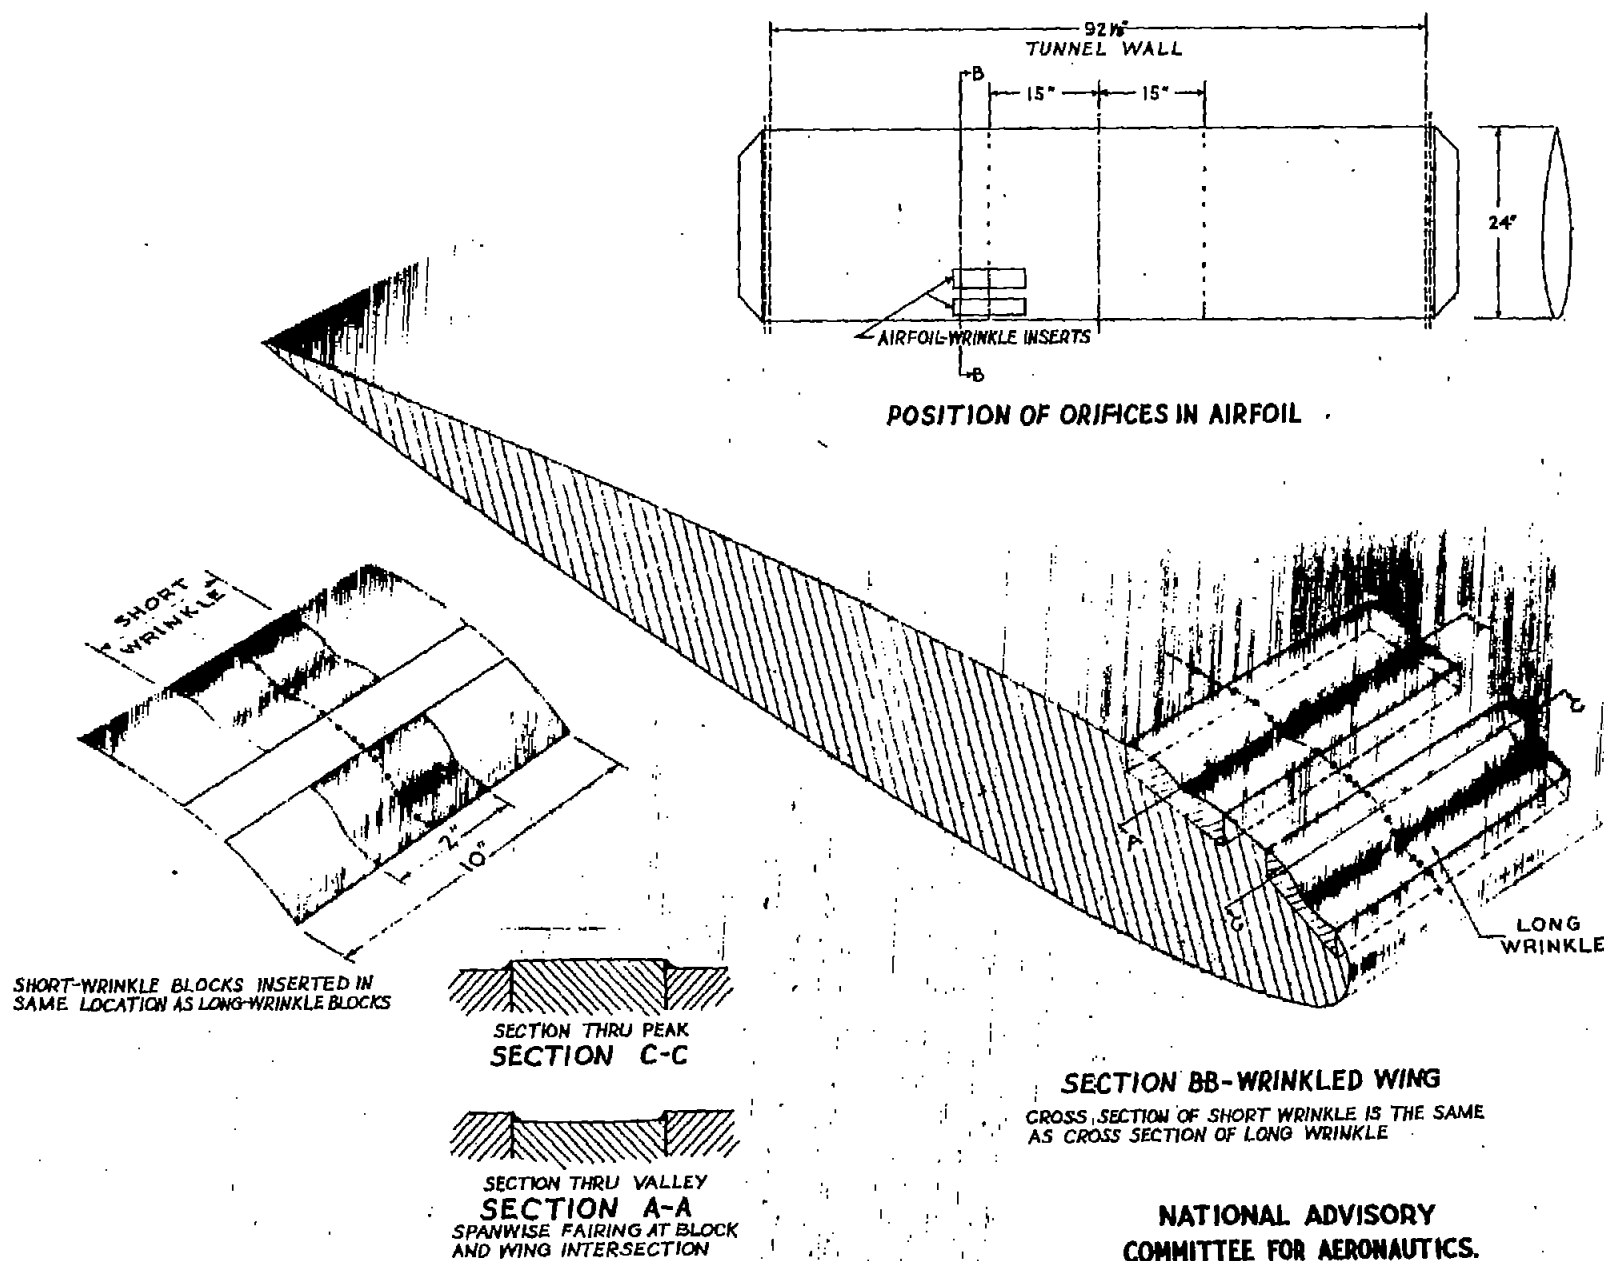 92⅛"
TUNNEL WALL
B
15"
15"
24"
AIRFOIL-WRINKLE INSERTS
B
POSITION OF ORIFICES IN AIRFOIL
SHORT
WRINKLE
2"
10"
SHORT-WRINKLE BLOCKS INSERTED IN
SAME LOCATION AS LONG-WRINKLE BLOCKS
C
A
C
LONG
WRINKLE
SECTION THRU PEAK
SECTION C-C
SECTION THRU VALLEY
SECTION A-A
SPANWISE FAIRING AT BLOCK
AND WING INTERSECTION
SECTION BB-WRINKLED WING
CROSS SECTION OF SHORT WRINKLE IS THE SAME
AS CROSS SECTION OF LONG WRINKLE
NATIONAL ADVISORY
COMMITTEE FOR AERONAUTICS.